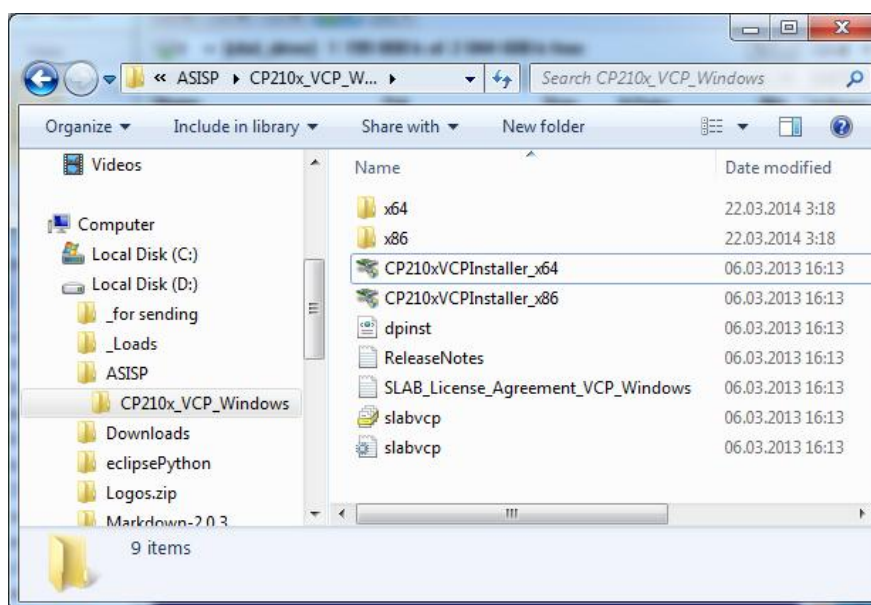 « ASISP ▸ CP210x_VCP_W... ▸ Search CP210x_VCP_Windows
Organize Include in library Share with New folder
Videos
Computer
Local Disk (C:)
Local Disk (D:)
_for sending
_Loads
ASISP
CP210x_VCP_Windows
Downloads
eclipsePython
Logos.zip
Markdown-2.0.3
Name Date modified
x64 22.03.2014 3:18
x86 22.03.2014 3:18
CP210xVCPInstaller_x64 06.03.2013 16:13
CP210xVCPInstaller_x86 06.03.2013 16:13
dpinst 06.03.2013 16:13
ReleaseNotes 06.03.2013 16:13
SLAB_License_Agreement_VCP_Windows 06.03.2013 16:13
slabvcp 06.03.2013 16:13
slabvcp 06.03.2013 16:13
9 items